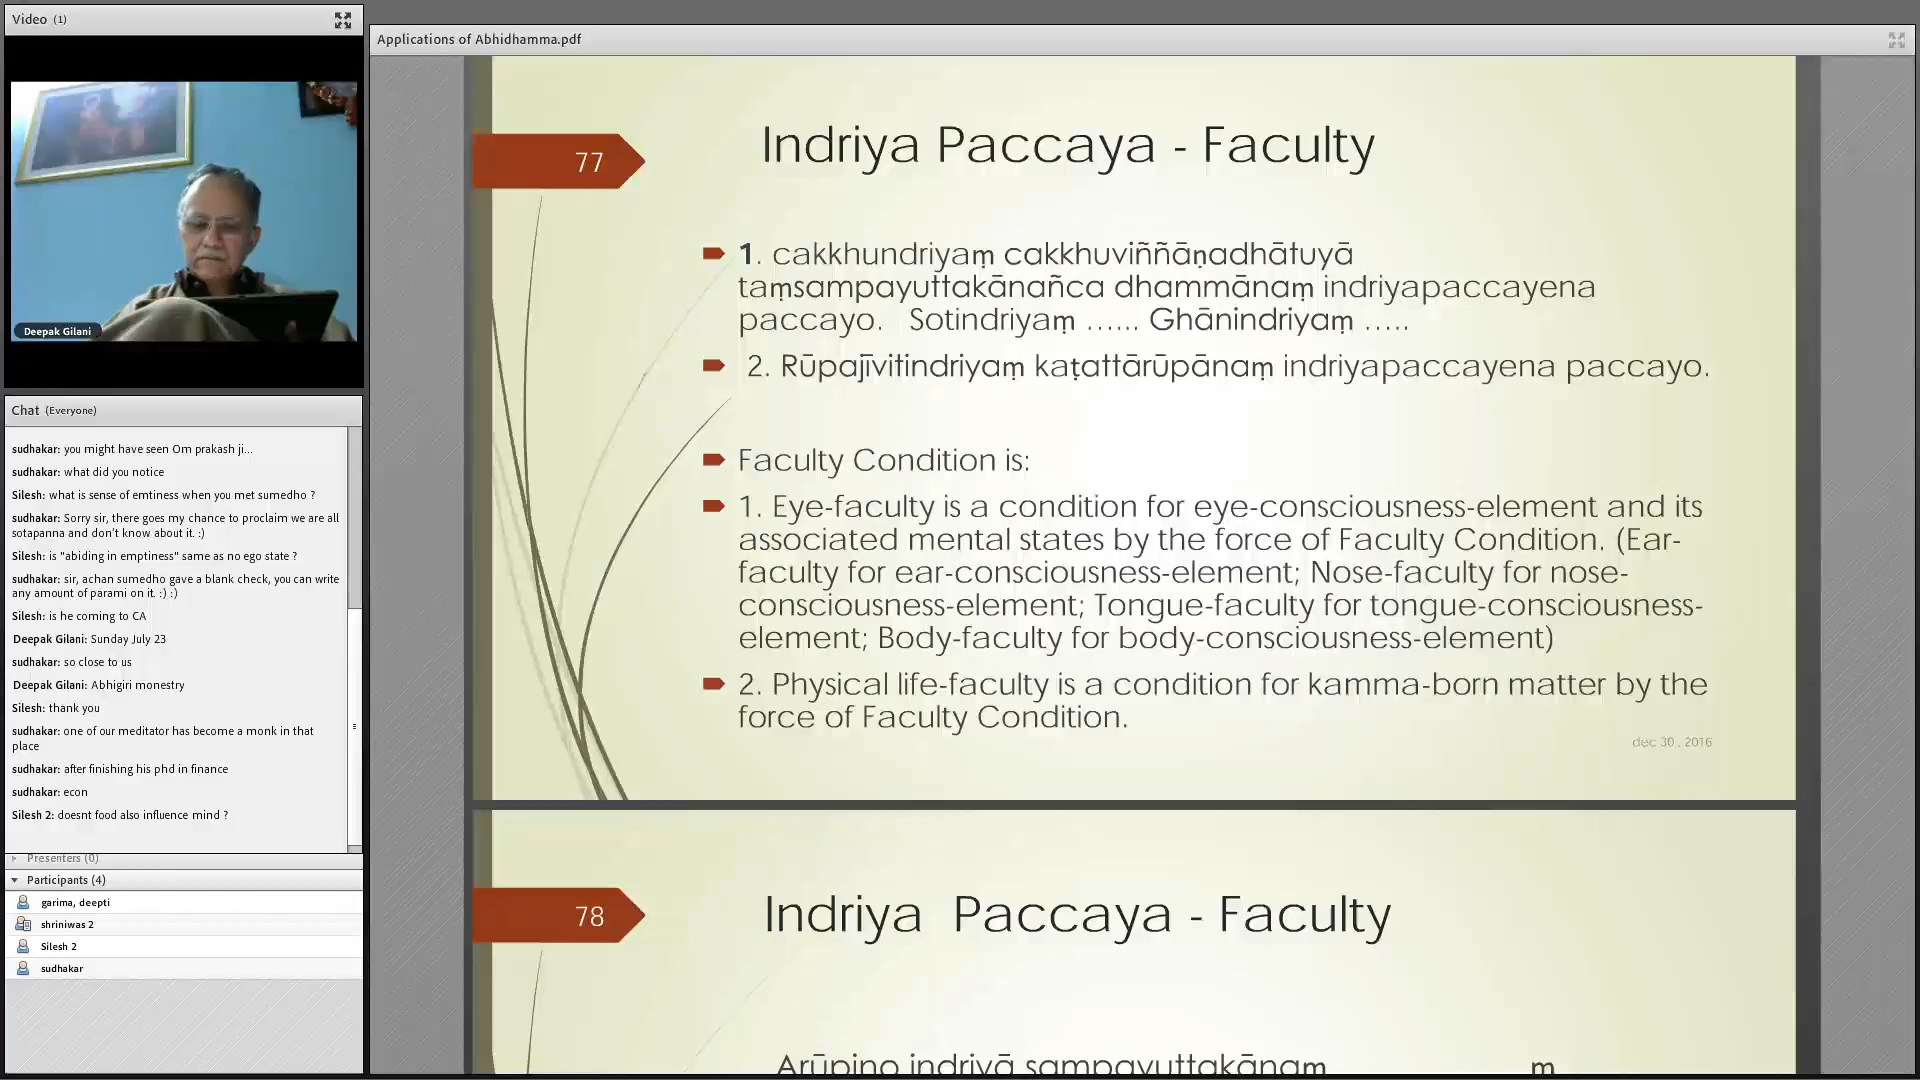 Video (1)
Deepak Gilani
Chat (Everyone)
sudhakar: you might have seen Om prakash ji...
sudhakar: what did you notice
Silesh: what is sense of emtiness when you met sumedho ?
sudhakar: Sorry sir, there goes my chance to proclaim we are all
sotapanna and don't know about it. :)
Silesh: is "abiding in emptiness" same as no ego state ?
sudhakar: sir, achan sumedho gave a blank check, you can write
any amount of parami on it. :) :)
Silesh: is he coming to CA
Deepak Gilani: Sunday July 23
sudhakar: so close to us
Deepak Gilani: Abhigiri monestry
Silesh: thank you
sudhakar: one of our meditator has become a monk in that
place
sudhakar: after finishing his phd in finance
sudhakar: econ
Silesh 2: doesnt food also influence mind ?
Presenters (0)
Participants (4)
garima, deepti
shriniwas 2
Silesh 2
sudhakar
Applications of Abhidhamma.pdf
77
Indriya Paccaya - Faculty
1. cakkhundriyaṃ cakkhuviññāṇadhātuyā
taṃsampayuttakānañca dhammānaṃ indriyapaccayena
paccayo. Sotindriyaṃ …... Ghānindriyaṃ …..
2. Rūpajīvitindriyaṃ kaṭattārūpānaṃ indriyapaccayena paccayo.
Faculty Condition is:
1. Eye-faculty is a condition for eye-consciousness-element and its
associated mental states by the force of Faculty Condition. (Ear-
faculty for ear-consciousness-element; Nose-faculty for nose-
consciousness-element; Tongue-faculty for tongue-consciousness-
element; Body-faculty for body-consciousness-element)
2. Physical life-faculty is a condition for kamma-born matter by the
force of Faculty Condition.
dec 30 , 2016
78
Indriya Paccaya - Faculty
Arūpino indriyā sampayuttakānaṃ ṃ